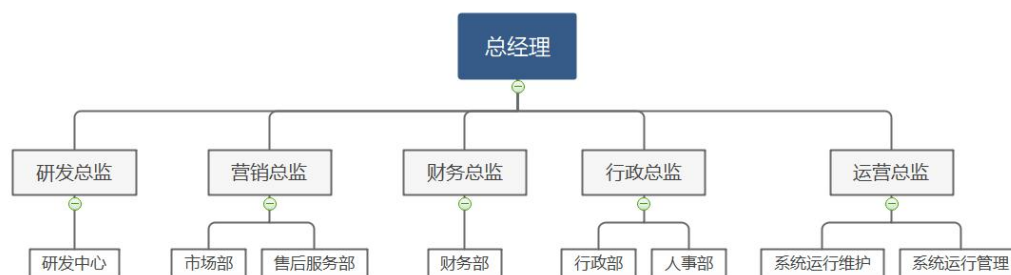 总经理
研发总监
营销总监
财务总监
行政总监
运营总监
研发中心
市场部
售后服务部
财务部
行政部
人事部
系统运行维护
系统运行管理